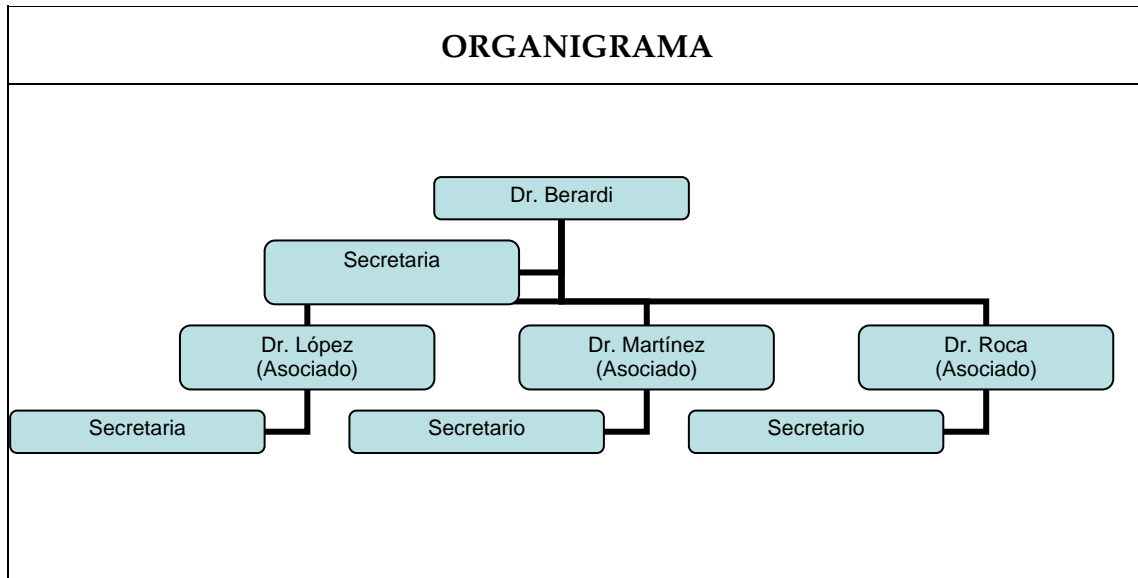 ORGANIGRAMA
Dr. Berardi
Secretaria
Dr. López
(Asociado)
Dr. Martínez
(Asociado)
Dr. Roca
(Asociado)
Secretaria
Secretario
Secretario